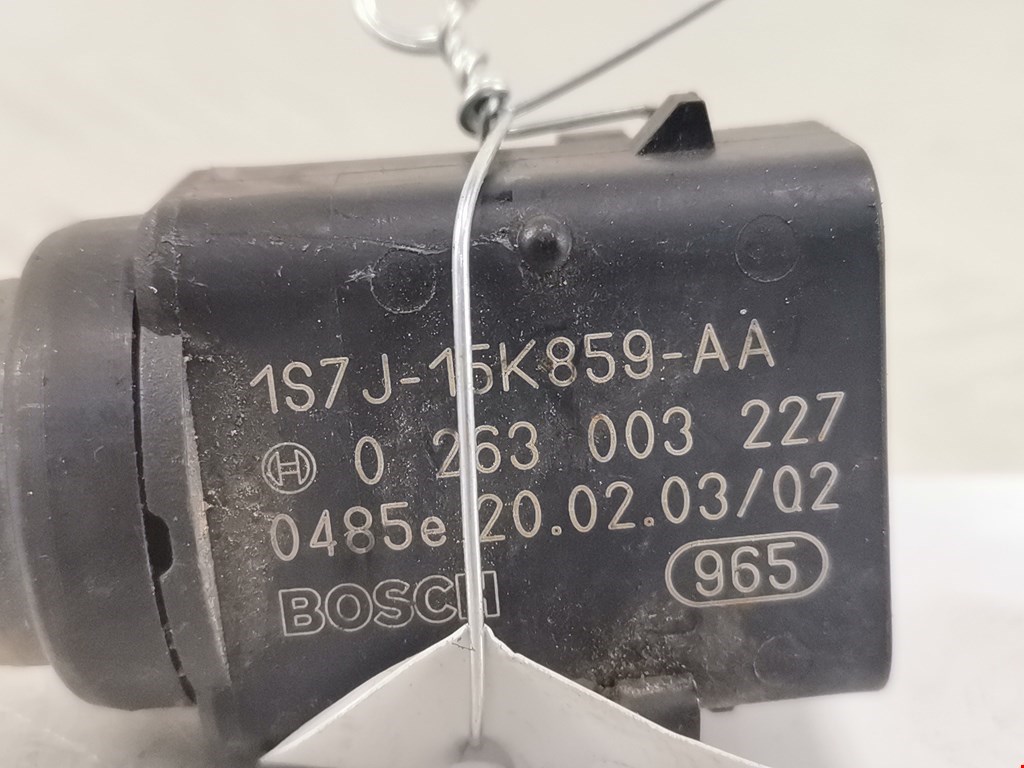 1S7J-15K859-AA
H 0 263 003 227
0485e 20.02.03/Q2
BOSCH 965